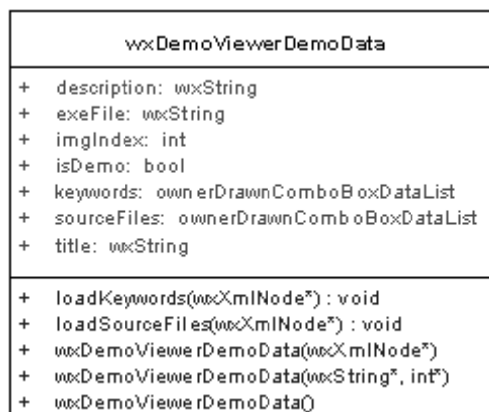 wxDemoViewerDemoData
+ description: wxString
+ exeFile: wxString
+ imgIndex: int
+ isDemo: bool
+ keywords: ownerDrawnComboBoxDataList
+ sourceFiles: ownerDrawnComboBoxDataList
+ title: wxString
+ loadKeywords(wxXmlNode*) : void
+ loadSourceFiles(wxXmlNode*) : void
+ wxDemoViewerDemoData(wxXmlNode*)
+ wxDemoViewerDemoData(wxString*, int*)
+ wxDemoViewerDemoData()